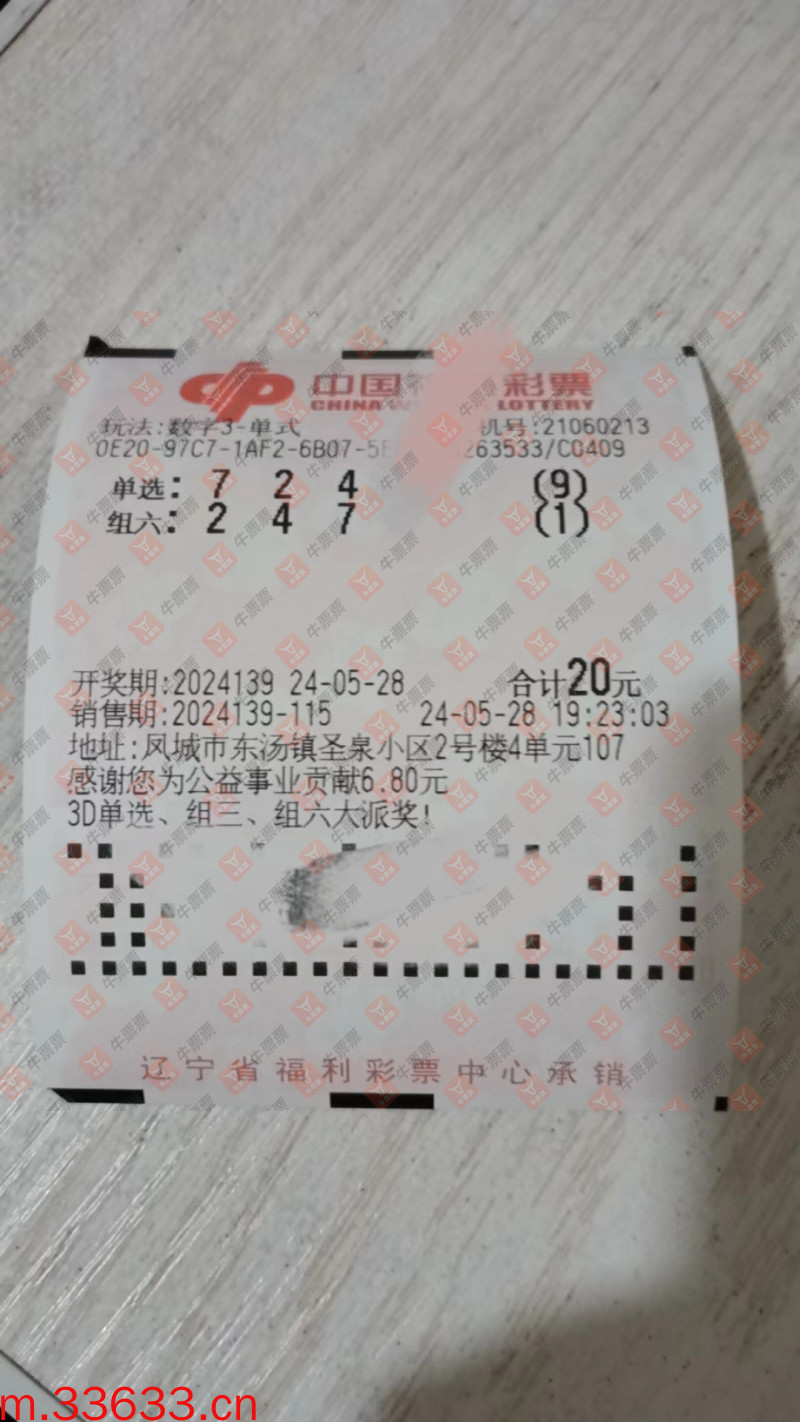 中国 彩票
CHINA LOTTERY
玩法:数字3-单式 机号:21060213
0E20-97C7-1AF2-6B07-5 263533/C0409
单选: 7 2 4 (9)
组六: 2 4 7 (1)
开奖期:2024139 24-05-28 合计20元
销售期:2024139-115 24-05-28 19:23:03
地址:凤城市东汤镇圣泉小区2号楼4单元107
感谢您为公益事业贡献6.80元
3D单选、组三、组六大派奖!
辽宁省福利彩票中心承销
牛票票
m.33633.cn